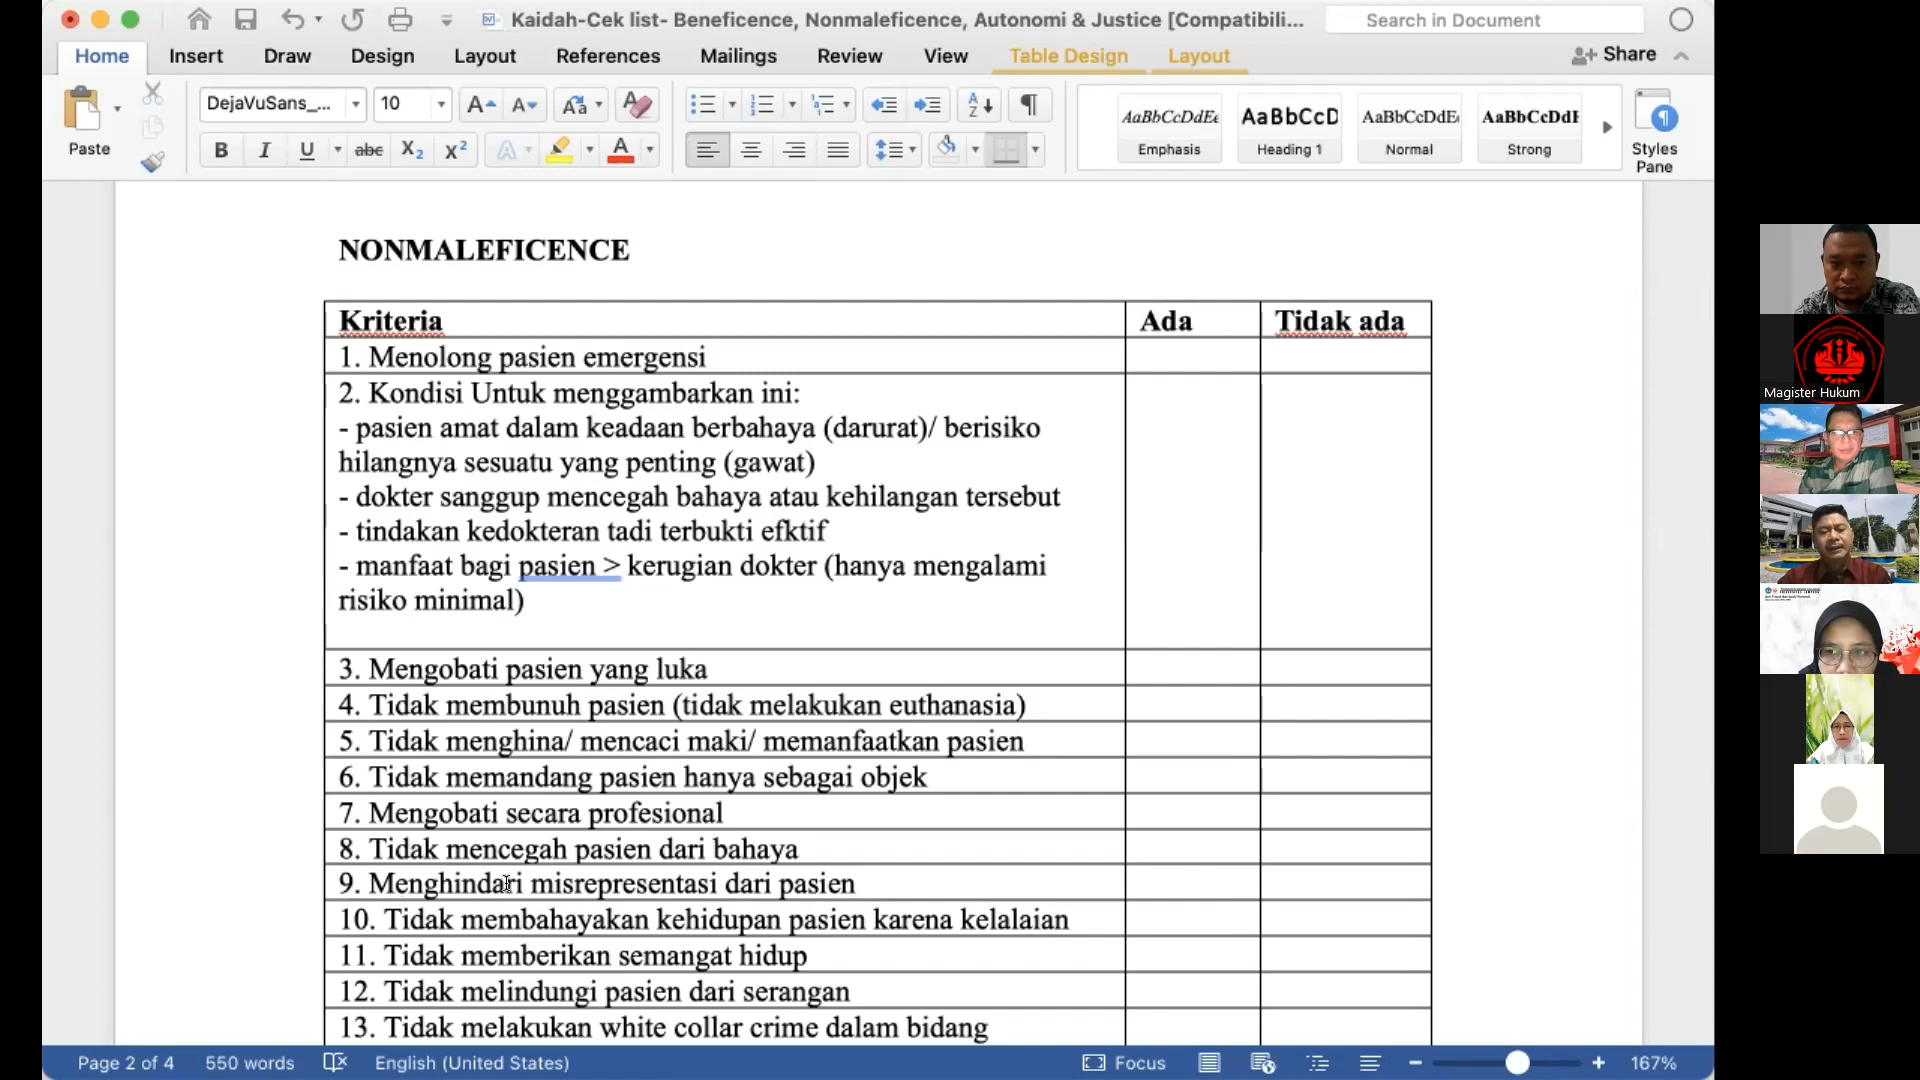 Kaidah-Cek list- Beneficence, Nonmaleficence, Autonomi & Justice [Compatibili...
Search in Document
Home Insert Draw Design Layout References Mailings Review View Table Design Layout
Share
DejaVuSans_... 10
Paste
AaBbCcDdEe AaBbCcD AaBbCcDdE AaBbCcDdI
Emphasis Heading 1 Normal Strong
Styles
Pane
NONMALEFICENCE
Kriteria Ada Tidak ada
1. Menolong pasien emergensi
2. Kondisi Untuk menggambarkan ini:
- pasien amat dalam keadaan berbahaya (darurat)/ berisiko
hilangnya sesuatu yang penting (gawat)
- dokter sanggup mencegah bahaya atau kehilangan tersebut
- tindakan kedokteran tadi terbukti efktif
- manfaat bagi pasien > kerugian dokter (hanya mengalami
risiko minimal)
3. Mengobati pasien yang luka
4. Tidak membunuh pasien (tidak melakukan euthanasia)
5. Tidak menghina/ mencaci maki/ memanfaatkan pasien
6. Tidak memandang pasien hanya sebagai objek
7. Mengobati secara profesional
8. Tidak mencegah pasien dari bahaya
9. Menghindari misrepresentasi dari pasien
10. Tidak membahayakan kehidupan pasien karena kelalaian
11. Tidak memberikan semangat hidup
12. Tidak melindungi pasien dari serangan
13. Tidak melakukan white collar crime dalam bidang
Page 2 of 4 550 words English (United States) Focus 167%
Magister Hukum